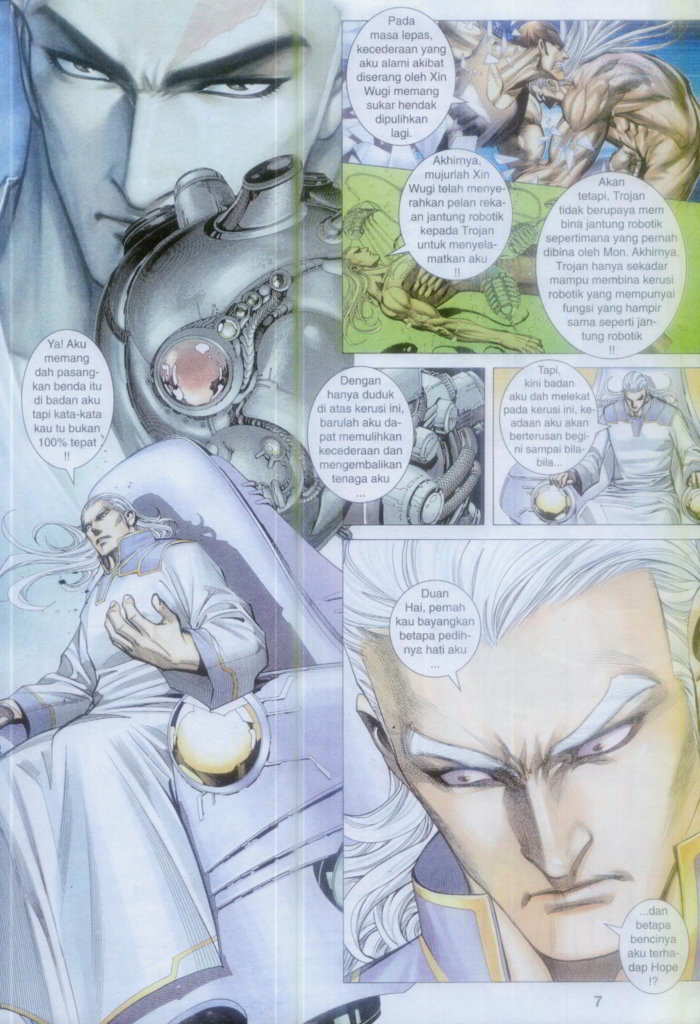 Ya! Aku
memang
dah pasang-
kan benda itu
di badan aku
tapi kata-kata
kau tu bukan
100% tepat
!!
Pada
masa lepas,
kecederaan yang
aku alami akibat
diserang oleh Xin
Wugi memang
sukar hendak
dipulihkan
lagi.
Akhirnya,
mujurlah Xin
Wugi telah menye-
rahkan pelan reka-
an jantung robotik
kepada Trojan
untuk menyela-
matkan aku
!!
Akan
tetapi, Trojan
tidak berupaya mem
bina jantung robotik
sepertimana yang pernah
dibina oleh Mon. Akhirnya,
Trojan hanya sekadar
mampu membina kerusi
robotik yang mempunyai
fungsi yang hampir
sama seperti jan-
tung robotik
!!
Dengan
hanya duduk
di atas kerusi ini,
barulah aku da-
pat memulihkan
kecederaan dan
mengembalikan
tenaga aku
...
Tapi,
kini badan
aku dah melekat
pada kerusi ini, ke-
adaan aku akan
berterusan begi-
ni sampai bila-
bila...
Duan
Hai, pernah
kau bayangkan
betapa pedih-
nya hati aku
...
...dan
betapa
bencinya
aku terha-
dap Hope
!?
7